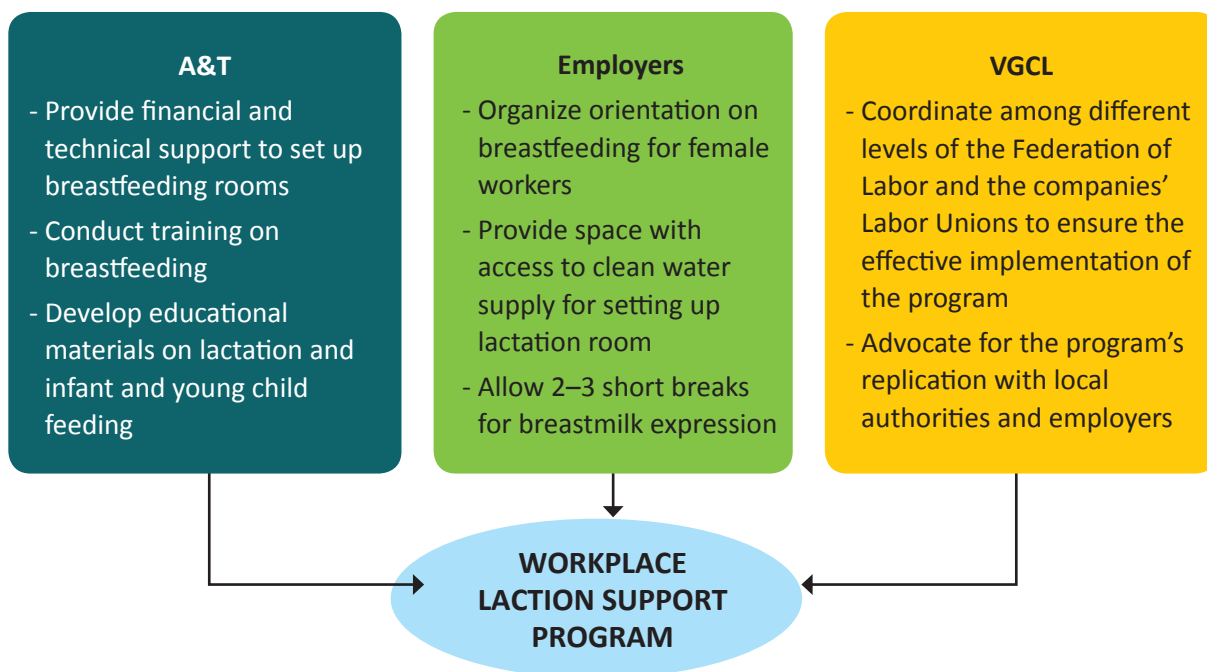 A&T
- Provide financial and
technical support to set up
breastfeeding rooms
- Conduct training on
breastfeeding
- Develop educational
materials on lactation and
infant and young child
feeding
Employers
- Organize orientation on
breastfeeding for female
workers
- Provide space with
access to clean water
supply for setting up
lactation room
- Allow 2–3 short breaks
for breastmilk expression
VGCL
- Coordinate among different
levels of the Federation of
Labor and the companies’
Labor Unions to ensure the
effective implementation of
the program
- Advocate for the program’s
replication with local
authorities and employers
WORKPLACE
LACTION SUPPORT
PROGRAM